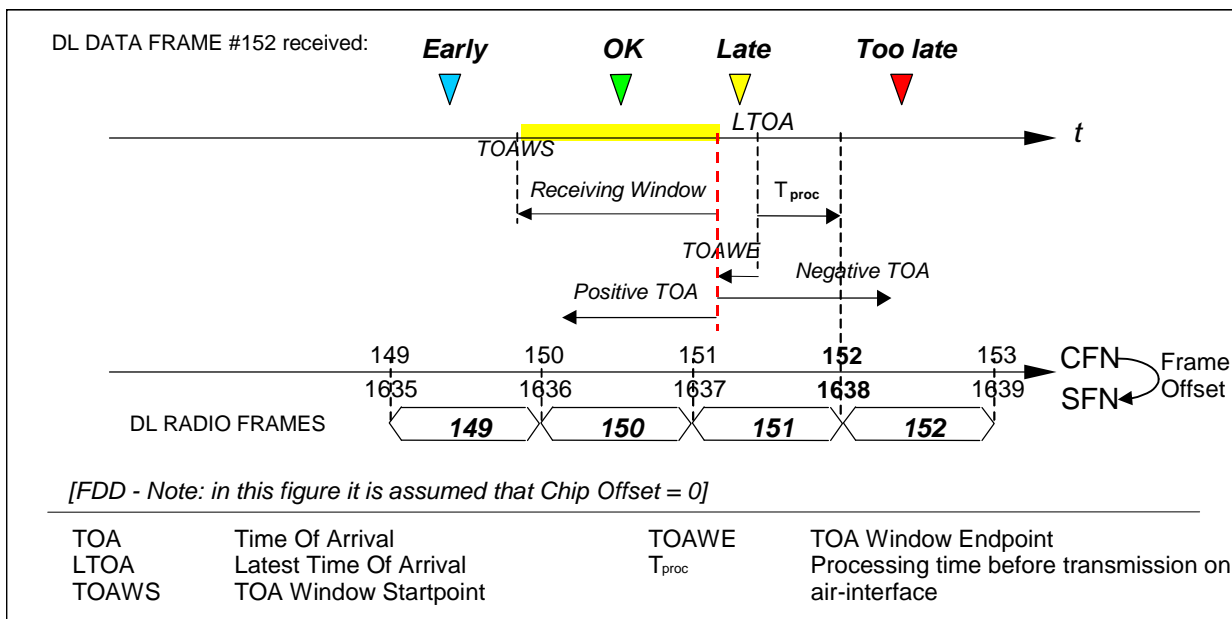 DL DATA FRAME #152 received:
Early OK Late Too late
LTOA
t
TOAWS
Receiving Window
Tproc
TOAWE
Negative TOA
Positive TOA
149 150 151 152 153 CFN
1635 1636 1637 1638 1639 SFN
Frame
Offset
DL RADIO FRAMES 149 150 151 152
[FDD - Note: in this figure it is assumed that Chip Offset = 0]
TOA Time Of Arrival TOAWE TOA Window Endpoint
LTOA Latest Time Of Arrival Tproc Processing time before transmission on
TOAWS TOA Window Startpoint air-interface